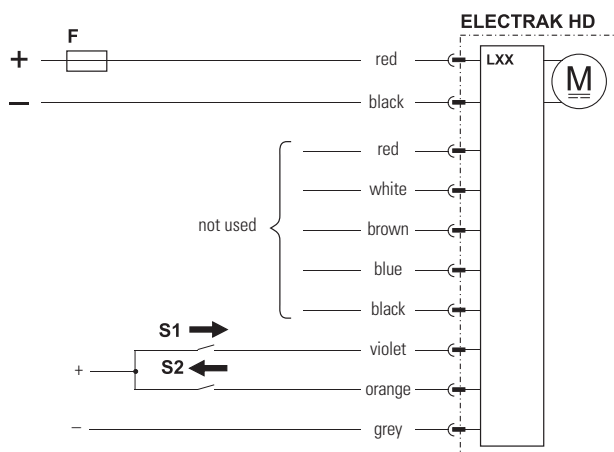 ELECTRAK HD
F
+ red LXX M
− black
red
white
not used brown
blue
black
S1 violet
+ S2
orange
− grey